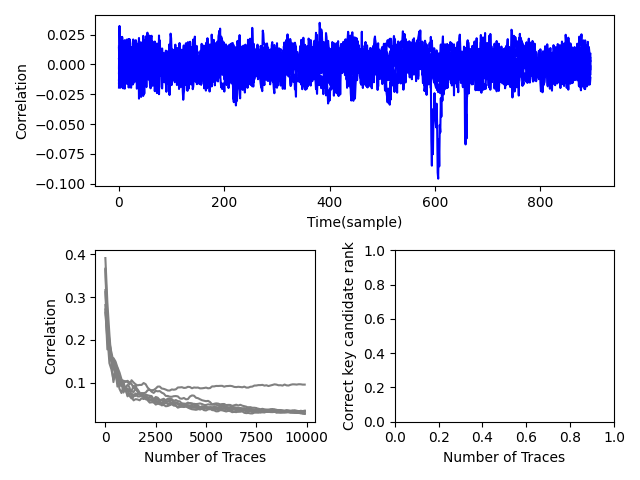 0.025
0.000
−0.025
−0.050
−0.075
−0.100
Correlation
0 200 400 600 800
Time(sample)
0.4
0.3
0.2
0.1
Correlation
0 2500 5000 7500 10000
Number of Traces
1.0
0.8
0.6
0.4
0.2
0.0
Correct key candidate rank
0.0 0.2 0.4 0.6 0.8 1.0
Number of Traces